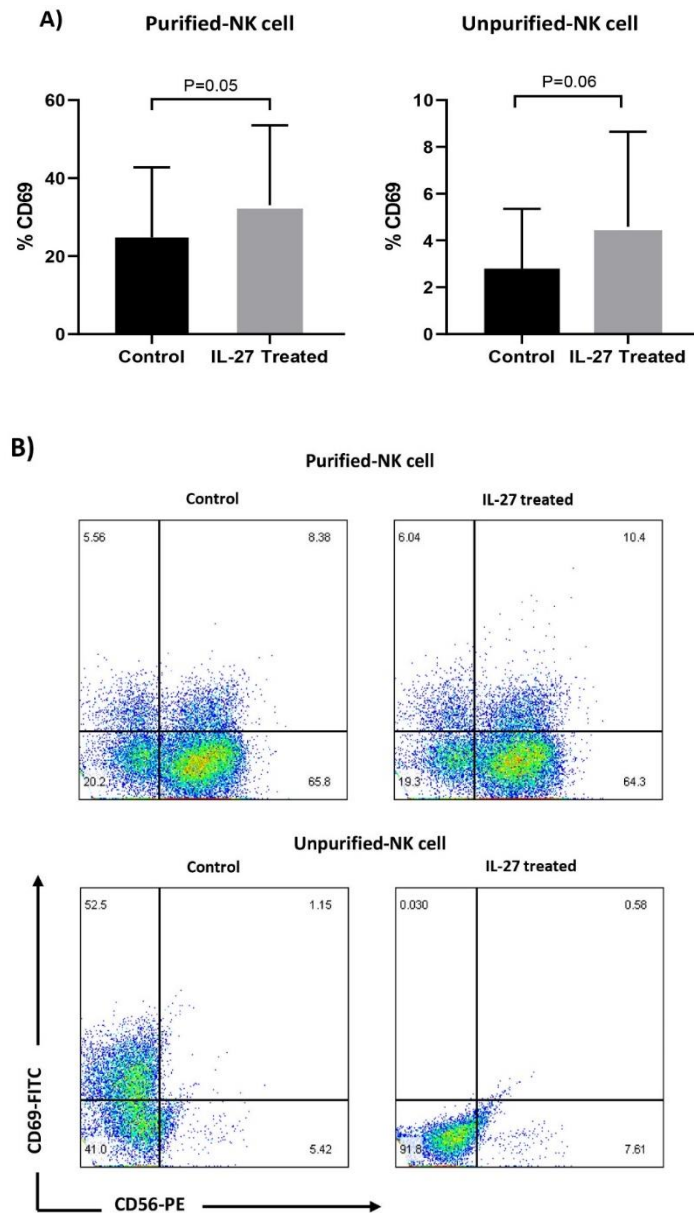 A)
Purified-NK cell
Unpurified-NK cell
P=0.05
P=0.06
60
40
20
0
% CD69
Control
IL-27 Treated
10
8
6
4
2
0
% CD69
Control
IL-27 Treated
B)
Purified-NK cell
Control
IL-27 treated
5.56
8.38
20.2
65.8
6.04
10.4
19.3
64.3
Unpurified-NK cell
Control
IL-27 treated
52.5
1.15
41.0
5.42
0.030
0.58
91.8
7.61
CD69-FITC
CD56-PE